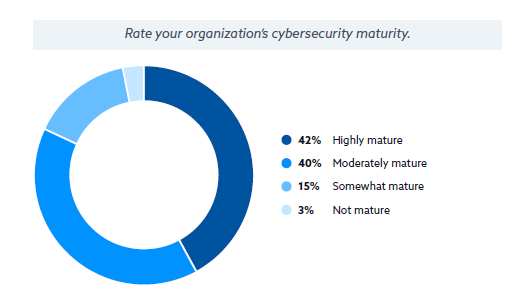 Rate your organization's cybersecurity maturity.
42% Highly mature
40% Moderately mature
15% Somewhat mature
3% Not mature